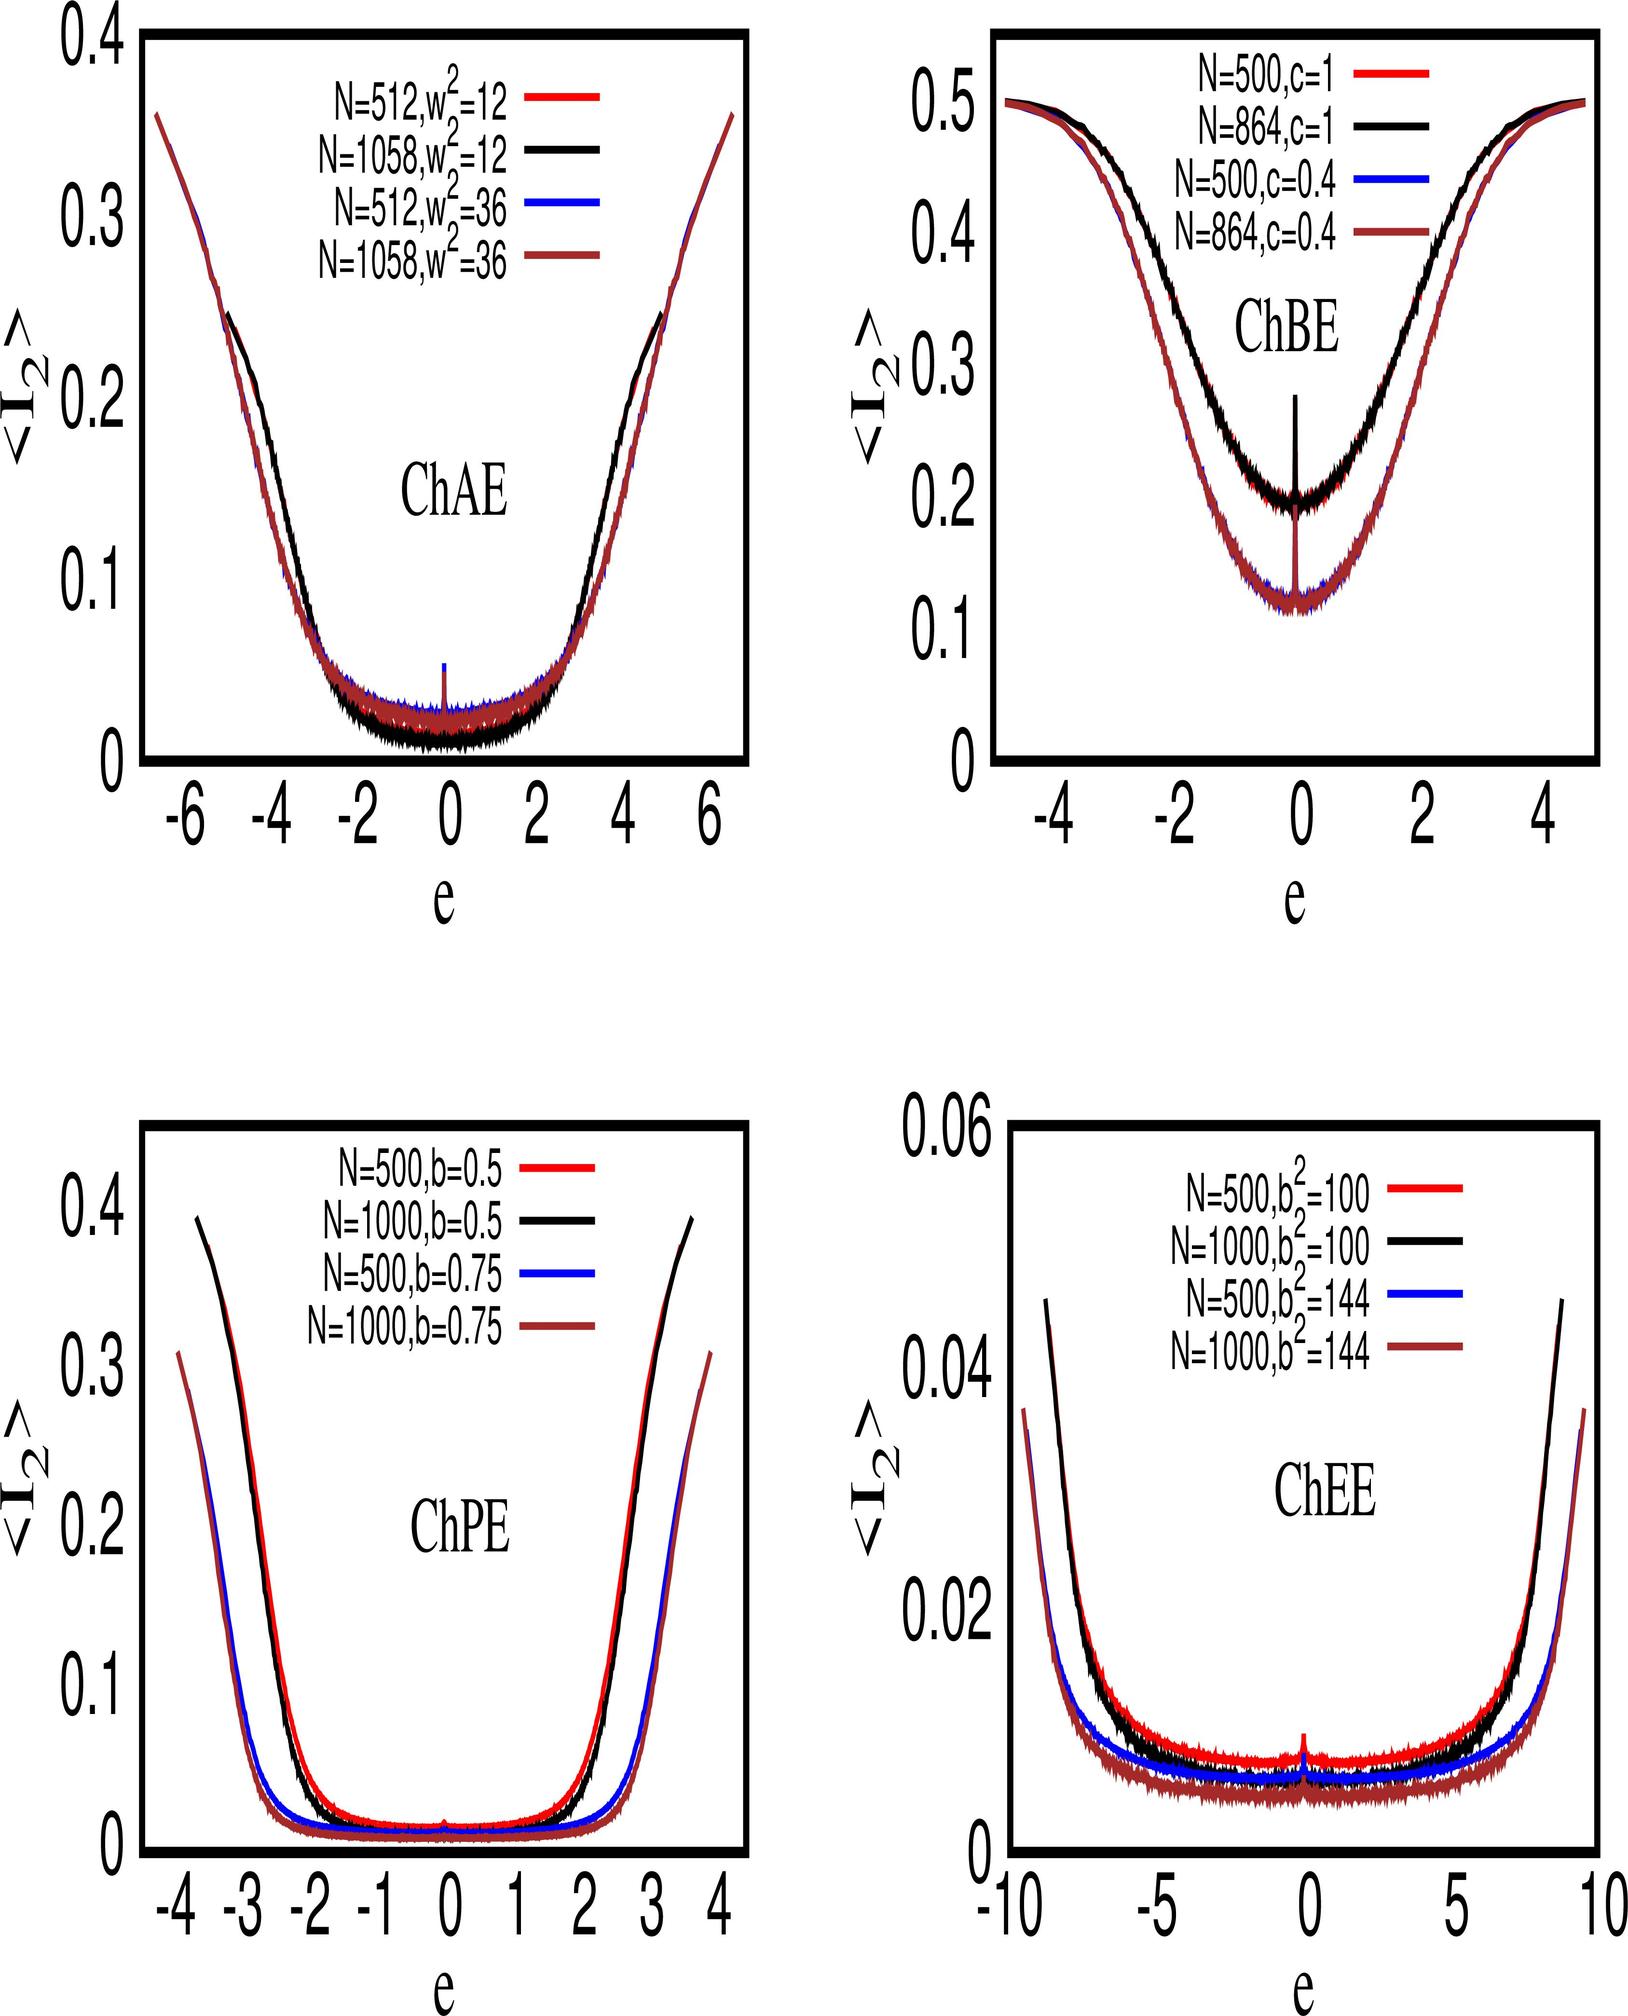 0.4
0.3
0.2
0.1
0
<I2>
N=512,w2=12
N=1058,w2=12
N=512,w2=36
N=1058,w2=36
ChAE
-6 -4 -2 0 2 4 6
e
0.5
0.4
0.3
0.2
0.1
0
<I2>
N=500,c=1
N=864,c=1
N=500,c=0.4
N=864,c=0.4
ChBE
-4 -2 0 2 4
e
0.4
0.3
0.2
0.1
0
<I2>
N=500,b=0.5
N=1000,b=0.5
N=500,b=0.75
N=1000,b=0.75
ChPE
-4 -3 -2 -1 0 1 2 3 4
e
0.06
0.04
0.02
0
<I2>
N=500,b2=100
N=1000,b2=100
N=500,b2=144
N=1000,b2=144
ChEE
-10 -5 0 5 10
e